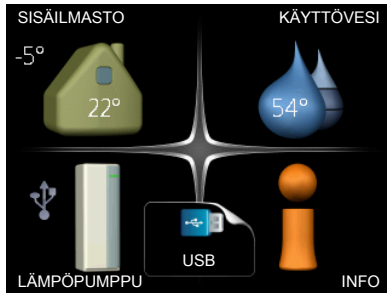 SISÄILMASTO
KÄYTTÖVESI
-5°
22°
54°
USB
LÄMPÖPUMPPU
INFO